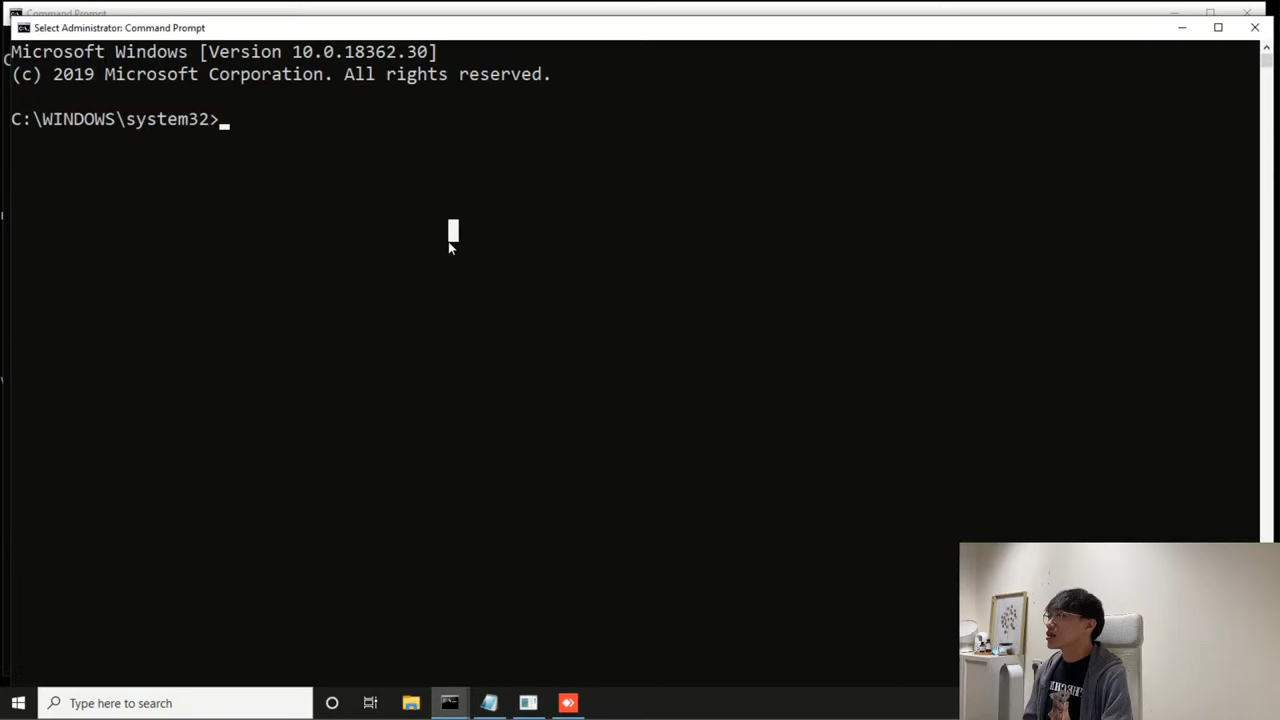 Command Prompt
Select Administrator: Command Prompt
Microsoft Windows [Version 10.0.18362.30]
(c) 2019 Microsoft Corporation. All rights reserved.
C:\WINDOWS\system32>
Type here to search